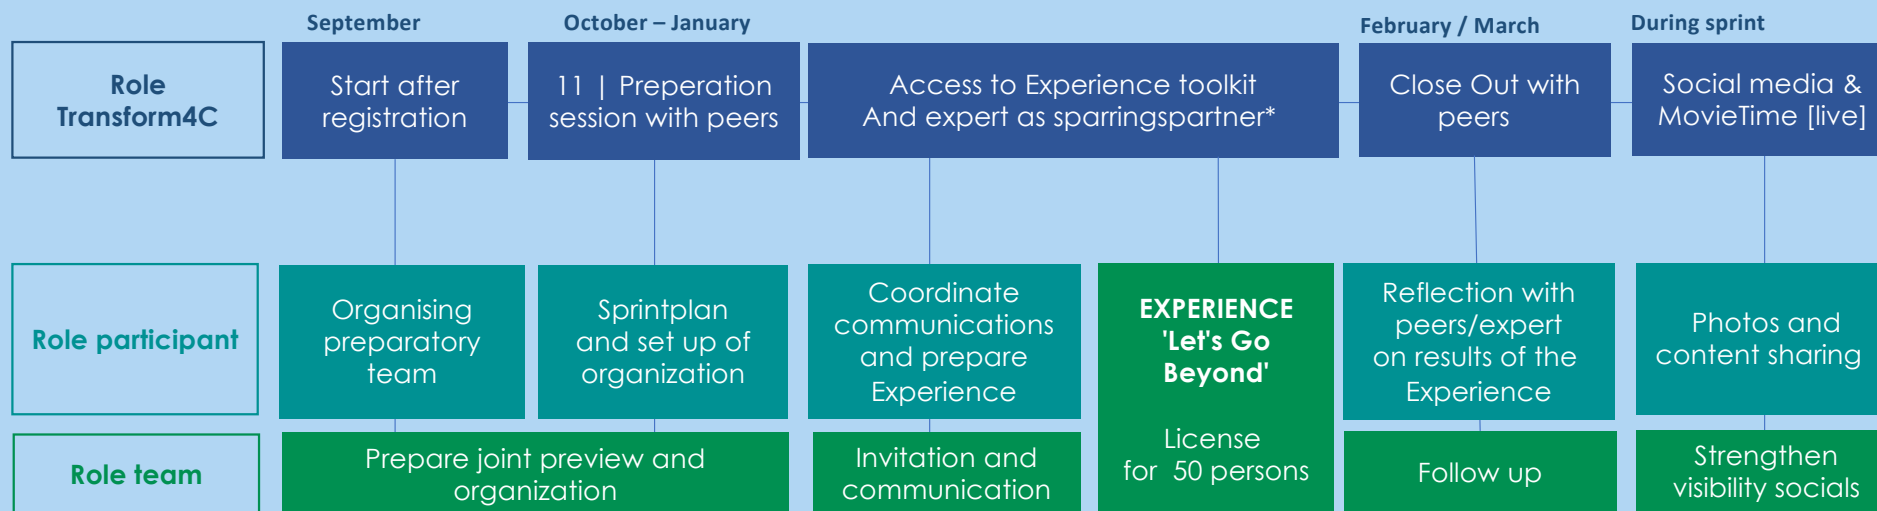 September
October – January
February / March
During sprint
Role
Transform4C
Start after
registration
11 | Preperation
session with peers
Access to Experience toolkit
And expert as sparringspartner*
Close Out with
peers
Social media &
MovieTime [live]
Role participant
Organising
preparatory
team
Sprintplan
and set up of
organization
Coordinate
communications
and prepare
Experience
EXPERIENCE
'Let's Go
Beyond'
License
for 50 persons
Reflection with
peers/expert
on results of the
Experience
Photos and
content sharing
Role team
Prepare joint preview and
organization
Invitation and
communication
Follow up
Strengthen
visibility socials